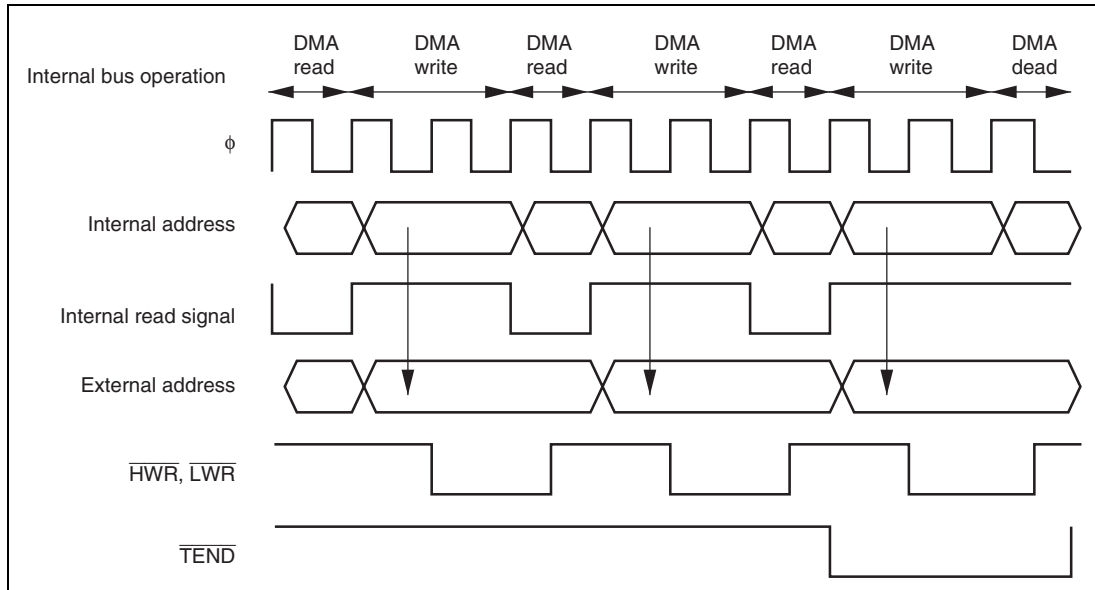 DMA read
DMA write
DMA read
DMA write
DMA read
DMA write
DMA dead
Internal bus operation
ϕ
Internal address
Internal read signal
External address
HWR, LWR
TEND